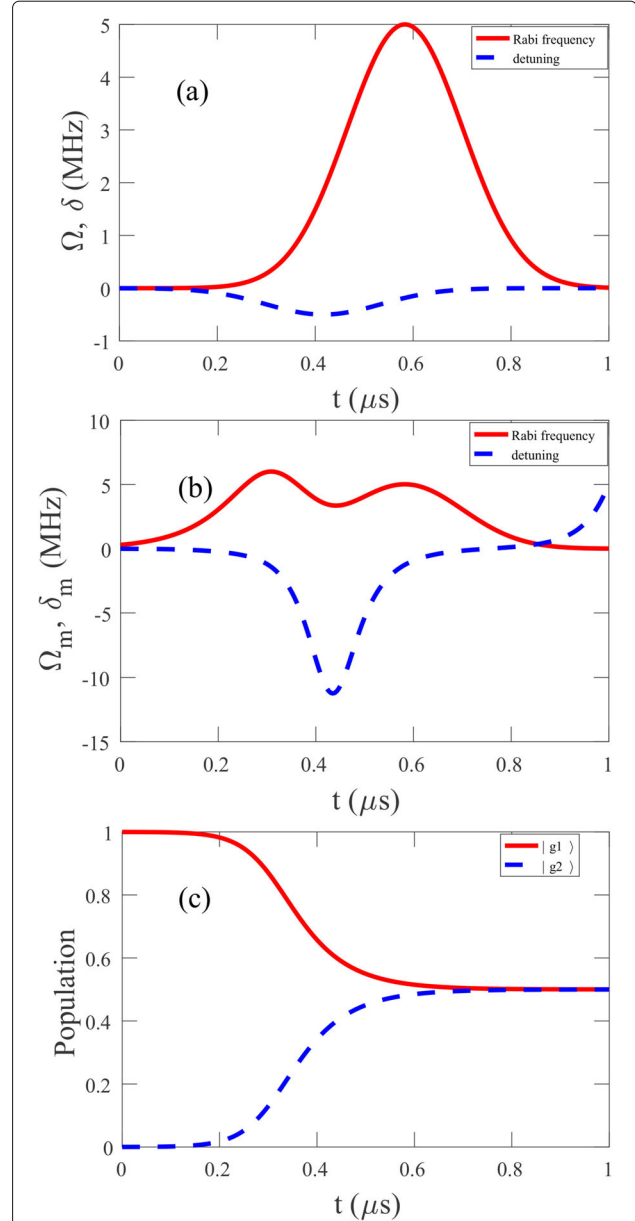 5
Rabi frequency
detuning
(a)
4
3
2
1
0
-1
Ω, δ (MHz)
0 0.2 0.4 0.6 0.8 1
t (μs)
10
Rabi frequency
detuning
(b)
5
0
-5
-10
-15
Ω_m, δ_m (MHz)
0 0.2 0.4 0.6 0.8 1
t (μs)
1
| g1 ⟩
| g2 ⟩
(c)
0.8
0.6
0.4
0.2
0
Population
0 0.2 0.4 0.6 0.8 1
t (μs)